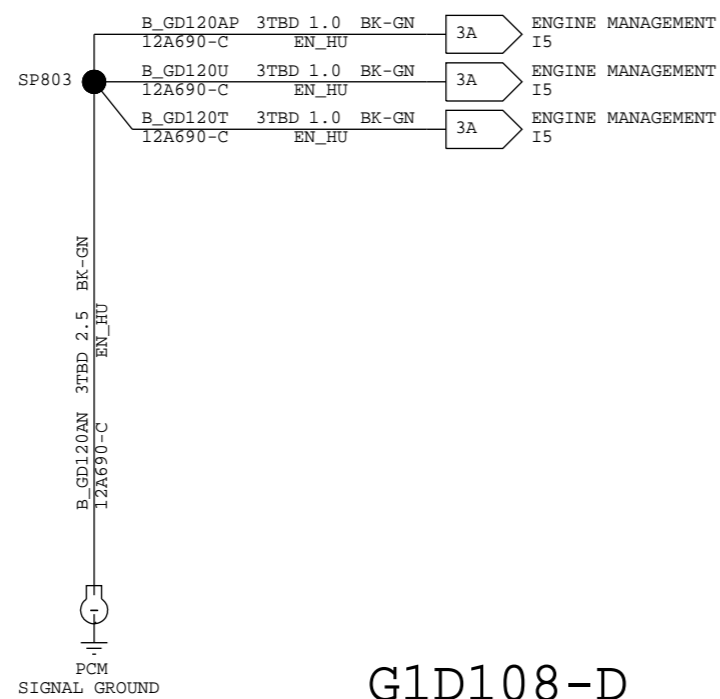 B_GD120AP 3TBD 1.0 BK-GN
12A690-C EN_HU
3A
ENGINE MANAGEMENT
I5
SP803
B_GD120U 3TBD 1.0 BK-GN
12A690-C EN_HU
3A
ENGINE MANAGEMENT
I5
B_GD120T 3TBD 1.0 BK-GN
12A690-C EN_HU
3A
ENGINE MANAGEMENT
I5
B_GD120AN 3TBD 2.5 BK-GN
12A690-C EN_HU
PCM
SIGNAL GROUND
G1D108-D